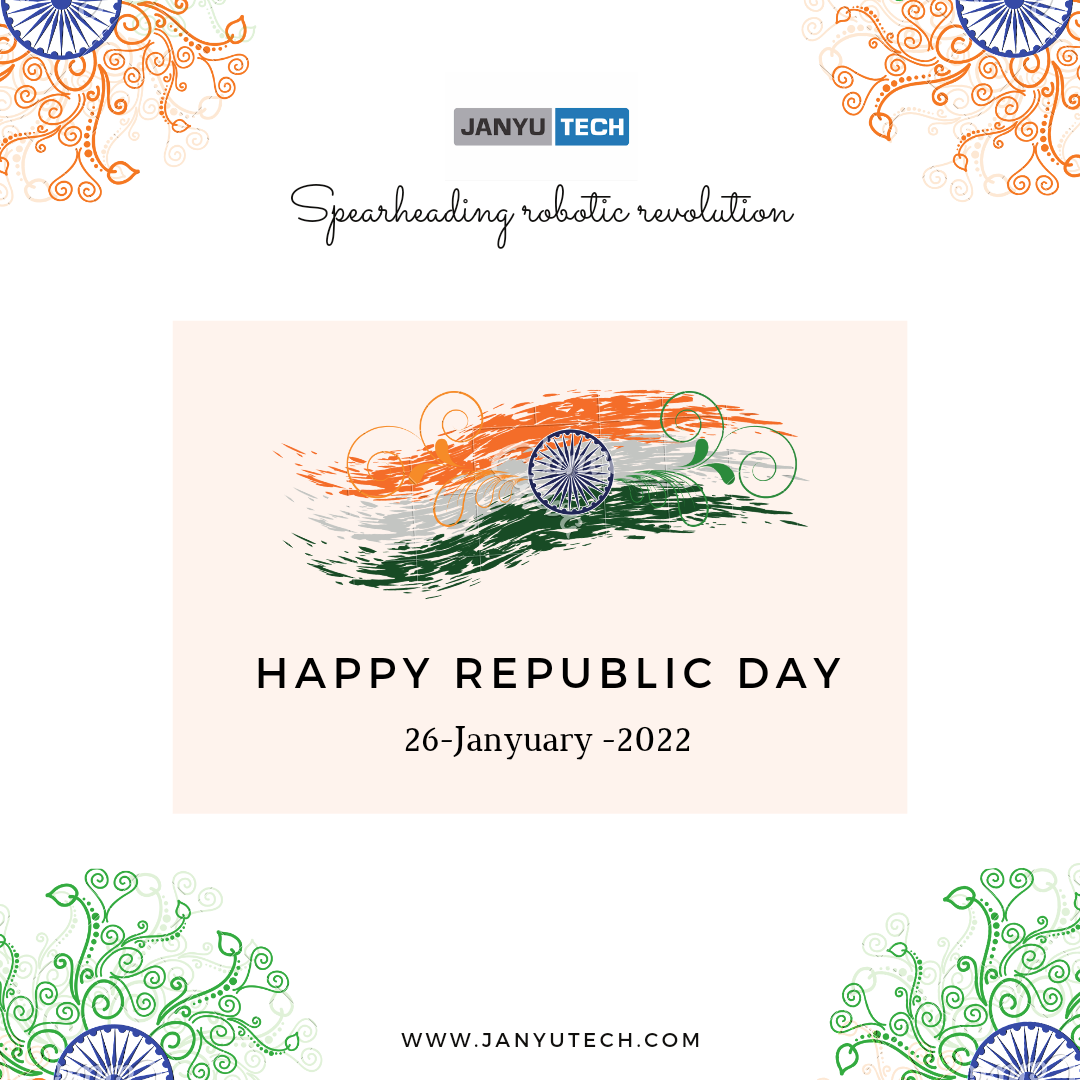 JANYU TECH
Spearheading robotic revolution
HAPPY REPUBLIC DAY
26-Janyuary -2022
WWW.JANYUTECH.COM